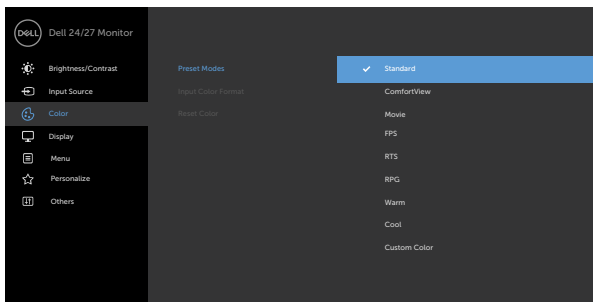 DELL Dell 24/27 Monitor
Brightness/Contrast
Input Source
Color
Display
Menu
Personalize
Others
Preset Modes
Input Color Format
Reset Color
Standard
ComfortView
Movie
FPS
RTS
RPG
Warm
Cool
Custom Color